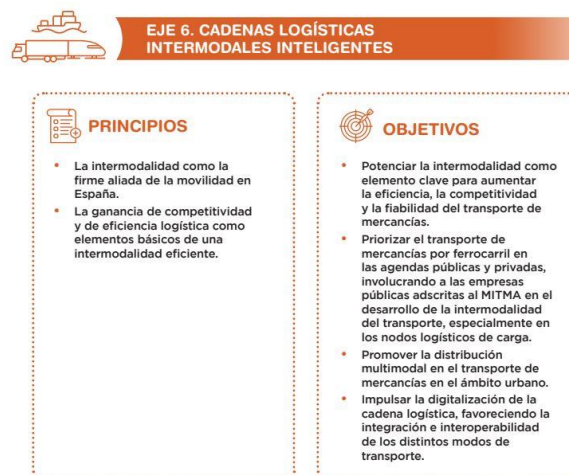 EJE 6. CADENAS LOGÍSTICAS
INTERMODALES INTELIGENTES
PRINCIPIOS
• La intermodalidad como la
firme aliada de la movilidad en
España.
• La ganancia de competitividad
y de eficiencia logística como
elementos básicos de una
intermodalidad eficiente.
OBJETIVOS
• Potenciar la intermodalidad como
elemento clave para aumentar
la eficiencia, la competitividad
y la fiabilidad del transporte de
mercancías.
• Priorizar el transporte de
mercancías por ferrocarril en
las agendas públicas y privadas,
involucrando a las empresas
públicas adscritas al MITMA en el
desarrollo de la intermodalidad
del transporte, especialmente en
los nodos logísticos de carga.
• Promover la distribución
multimodal en el transporte de
mercancías en el ámbito urbano.
• Impulsar la digitalización de la
cadena logística, favoreciendo la
integración e interoperabilidad
de los distintos modos de
transporte.